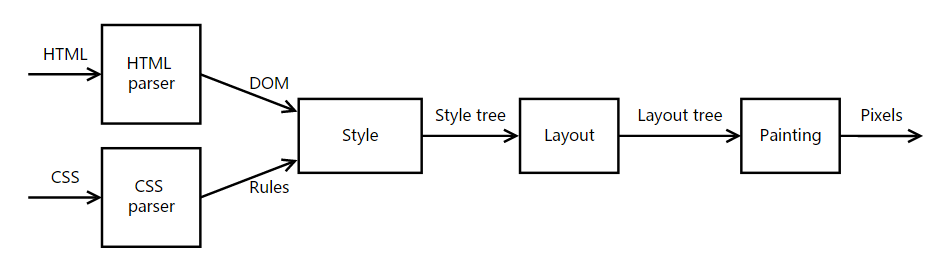 HTML
HTML
parser
DOM
CSS
CSS
parser
Rules
Style
Style tree
Layout
Layout tree
Painting
Pixels